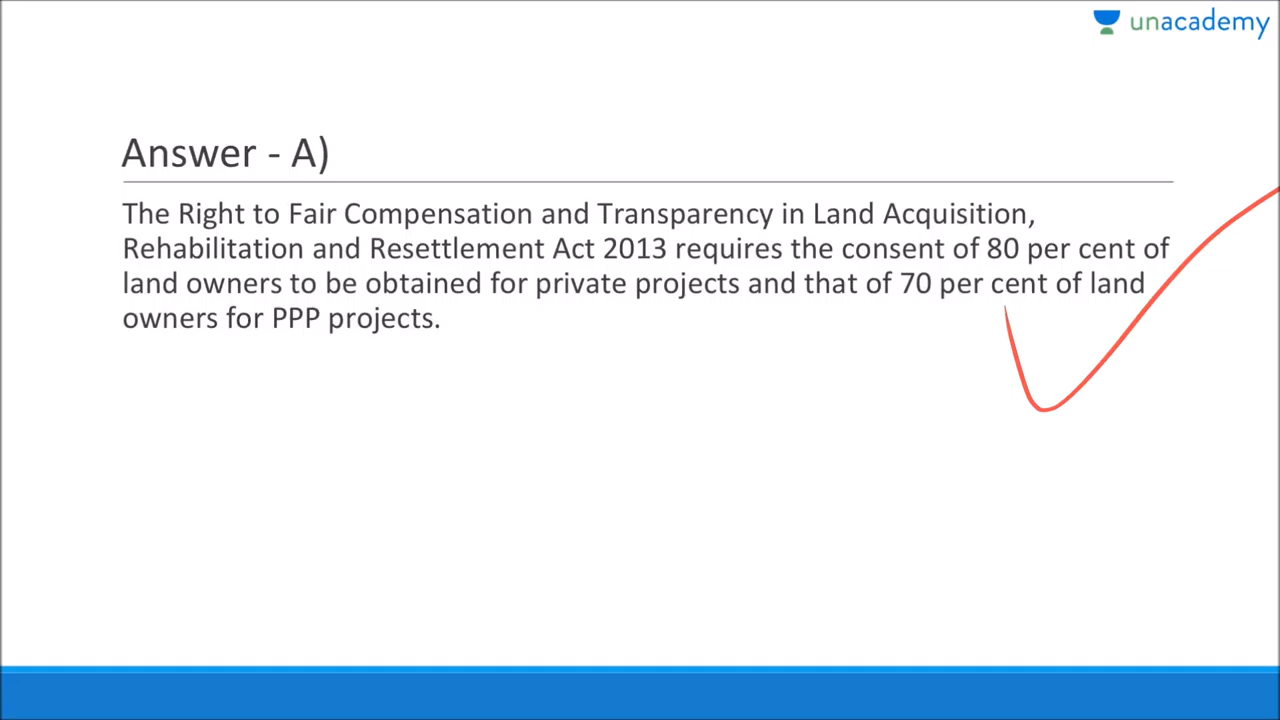 unacademy
Answer - A)
The Right to Fair Compensation and Transparency in Land Acquisition,
Rehabilitation and Resettlement Act 2013 requires the consent of 80 per cent of
land owners to be obtained for private projects and that of 70 per cent of land
owners for PPP projects.